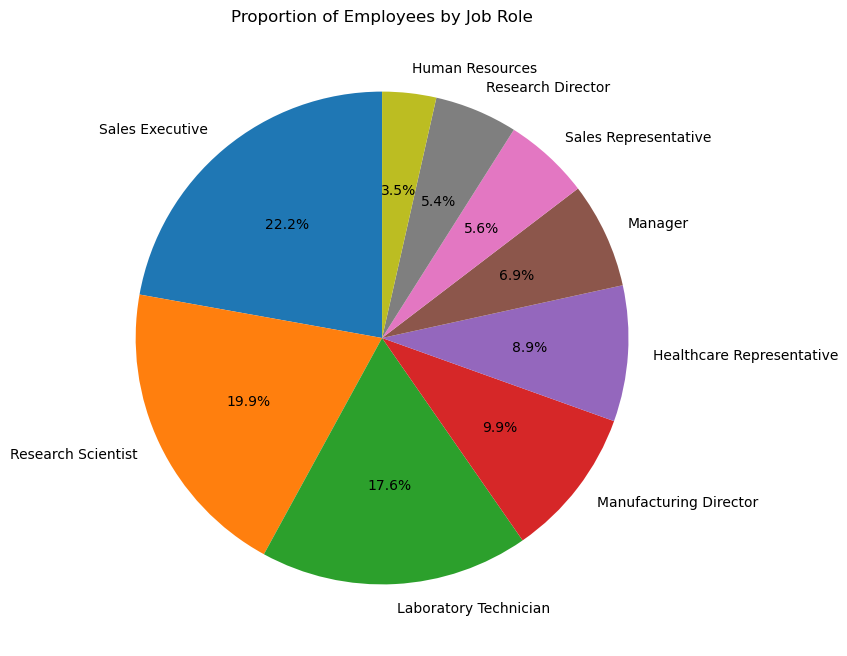 Proportion of Employees by Job Role
Human Resources
Research Director
Sales Executive
Sales Representative
3.5%
5.4%
22.2%
5.6%
Manager
6.9%
8.9%
Healthcare Representative
19.9%
9.9%
Research Scientist
17.6%
Manufacturing Director
Laboratory Technician